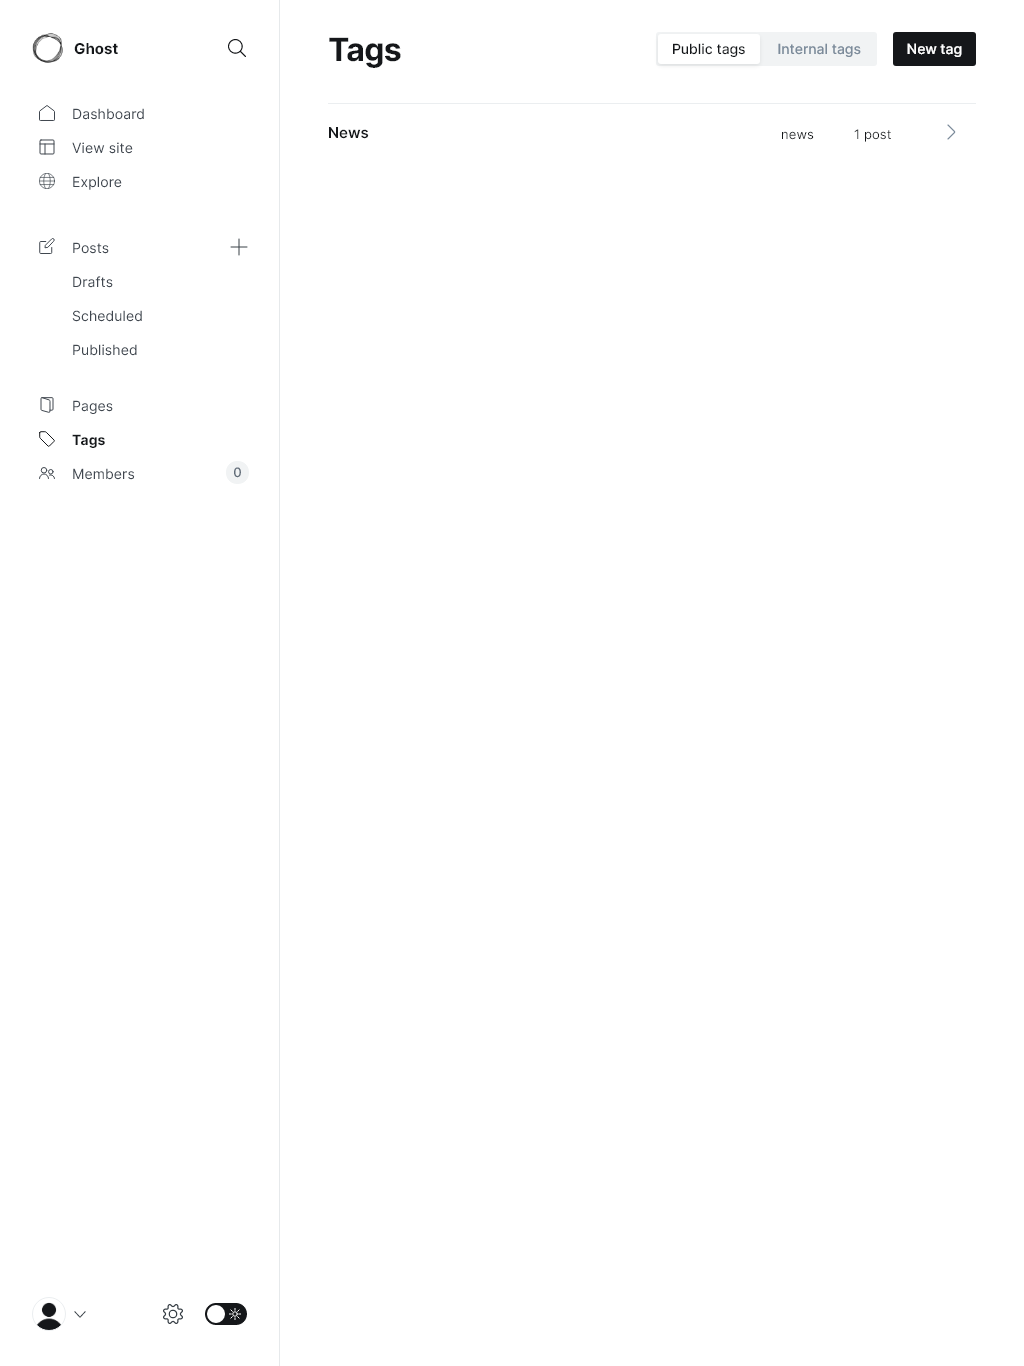 Ghost
Dashboard
View site
Explore
Posts
Drafts
Scheduled
Published
Pages
Tags
Members 0
Tags
Public tags Internal tags New tag
News news 1 post